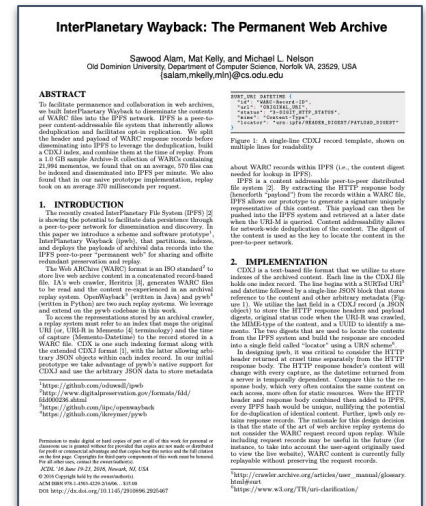 InterPlanetary Wayback: The Permanent Web Archive
Sawood Alam, Mat Kelly, and Michael L. Nelson
Old Dominion University, Department of Computer Science, Norfolk VA, 23529, USA
{salam,mkelly,mln}@cs.odu.edu
ABSTRACT
To facilitate permanence and collaboration in web archives,
we built InterPlanetary Wayback to disseminate the contents
of WARC files into the IPFS network. IPFS is a peer-to-
peer content-addressable file system that inherently allows
deduplication and facilitates opt-in replication. We split
the header and payload of WARC response records before
disseminating into IPFS to leverage the deduplication, build
a CDXJ index, and combine them at the time of replay. From
a 1.0 GB sample Archive-It collection of WARCs containing
21,994 mementos, we found that on an average, 570 files can
be indexed and disseminated into IPFS per minute. We also
found that in our naive prototype implementation, replay
took on an average 370 milliseconds per request.
1. INTRODUCTION
The recently created InterPlanetary File System (IPFS) [2]
is showing the potential to facilitate data persistence through
a peer-to-peer network for dissemination and discovery. In
this paper we introduce a scheme and software prototype¹,
InterPlanetary Wayback (ipwb), that partitions, indexes,
and deploys the payloads of archival data records into the
IPFS peer-to-peer "permanent web" for sharing and offsite
redundant preservation and replay.
The Web ARChive (WARC) format is an ISO standard² to
store live web archive content in a concatenated record-based
file. IA's web crawler, Heritrix [3], generates WARC files
to be read and the content re-experienced in an archival
replay system. OpenWayback³ (written in Java) and pywb⁴
(written in Python) are two such replay systems. We leverage
and extend on the pywb codebase in this work.
To access the representations stored by an archival crawler,
a replay system must refer to an index that maps the original
URI (or, URI-R in Memento [4] terminology) and the time
of capture (Memento-Datetime) to the record stored in a
WARC file. CDX is one such indexing format along with
the extended CDXJ format [1], with the latter allowing arbi-
trary JSON objects within each index record. In our initial
prototype we take advantage of pywb's native support for
CDXJ and use the arbitrary JSON data to store metadata
¹https://github.com/oduwsdl/ipwb
²http://www.digitalpreservation.gov/formats/fdd/
fdd000236.shtml
³https://github.com/iipc/openwayback
⁴https://github.com/ikreymer/pywb
Permission to make digital or hard copies of part or all of this work for personal or
classroom use is granted without fee provided that copies are not made or distributed
for profit or commercial advantage and that copies bear this notice and the full citation
on the first page. Copyrights for third-party components of this work must be honored.
For all other uses, contact the owner/author(s).
JCDL '16 June 19-23, 2016, Newark, NJ, USA
© 2016 Copyright held by the owner/author(s).
ACM ISBN 978-1-4503-4229-2/16/06.
DOI: http://dx.doi.org/10.1145/2910896.2925467
SURT_URI DATETIME {
"id": "WARC-Record-ID",
"url": "ORIGINAL_URI",
"status": "3-DIGIT_HTTP_STATUS",
"mime": "Content-Type",
"locator": "urn:ipfs/HEADER_DIGEST/PAYLOAD_DIGEST"
}
Figure 1: A single-lined CDXJ template, shown on
multiple lines for readability
about WARC records within IPFS (i.e., the content digest
needed for lookup in IPFS).
IPFS is a content addressable peer-to-peer distributed
file system [2]. By extracting the HTTP response body
(henceforth "payload") from the records within a WARC file,
IPFS allows our prototype to generate a signature uniquely
representative of this content. This payload can then be
pushed into the IPFS system and retrieved at a later date
when the URI-M is queried. Content addressability allows
for network-wide deduplication of the content. The digest of
the content is used as the key to locate the content in the
peer-to-peer network.
2. IMPLEMENTATION
CDXJ is a text-based file format that we utilize to store
indexes of the archived content. Each line in the CDXJ file
holds one index record. The line begins with a SURTed URI⁵
and datetime followed by a single-line JSON block that stores
reference to the content and other arbitrary metadata (Fig-
ure 1). We utilize the last field in a CDXJ record (a JSON
object) to store the HTTP response headers and payload
digests, original status code when the URI-R was crawled,
the MIME-type of the content, and a UUID to identify a me-
mento. The two digests that are used to locate the contents
from the IPFS system and build the response are encoded
into a single field called "locator" using a URN scheme⁶.
In designing ipwb, it was critical to consider the HTTP
header returned at crawl time separately from the HTTP
response body. The HTTP response header's content will
change with every capture, as the datetime returned from
a server is temporally dependent. Compare this to the re-
sponse body, which very often contains the same content on
each access, more often for static resources. Were the HTTP
header and response body combined then added to IPFS,
every IPFS hash would be unique, nullifying the potential
for de-duplication of identical content. Further, ipwb only re-
tains response records. The rationale for this design decision
is that the state of the art of web archive replay systems do
not consider the WARC request record upon replay. While
including request records may be useful in the future (for
instance, to take into account the user-agent originally used
to view the live website), WARC content is currently fully
replayable without preserving the request records.
⁵http://crawler.archive.org/articles/user_manual/glossary.
html#surt
⁶https://www.w3.org/TR/uri-clarification/